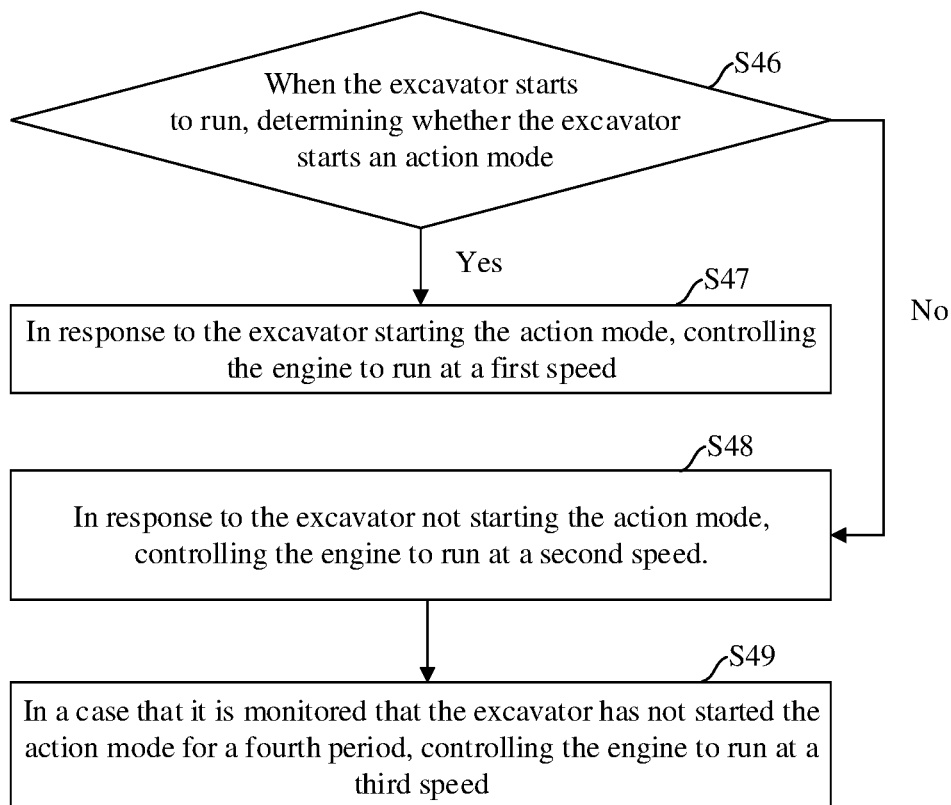 S46
When the excavator starts
to run, determining whether the excavator
starts an action mode
Yes
No
S47
In response to the excavator starting the action mode, controlling
the engine to run at a first speed
S48
In response to the excavator not starting the action mode,
controlling the engine to run at a second speed.
S49
In a case that it is monitored that the excavator has not started the
action mode for a fourth period, controlling the engine to run at a
third speed